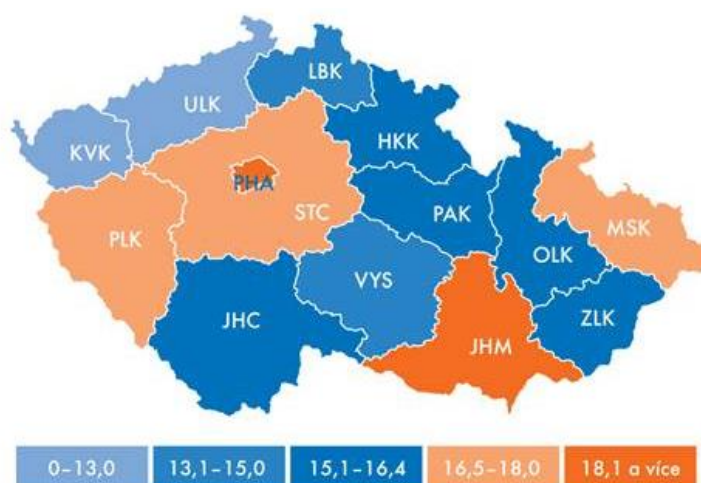 LBK
ULK
HKK
KVK
PHA
STC
PAK
MSK
PLK
OLK
VYS
JHC
ZLK
JHM
0–13,0
13,1–15,0
15,1–16,4
16,5–18,0
18,1 a více